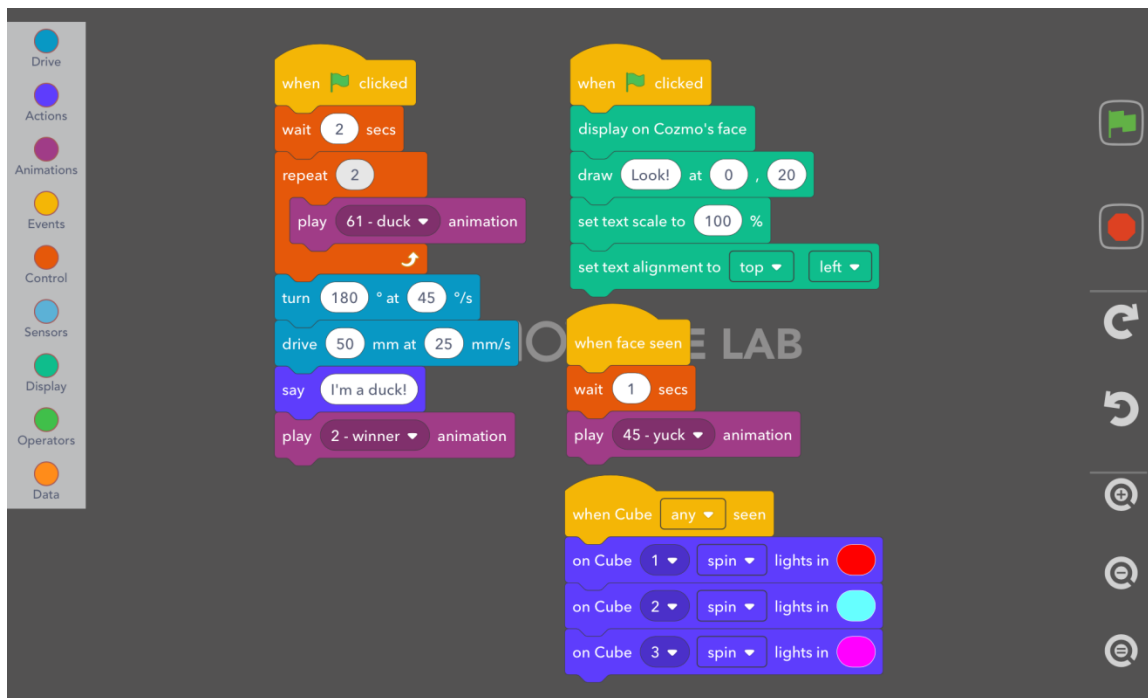 Drive
Actions
Animations
Events
Control
Sensors
Display
Operators
Data
when clicked
wait 2 secs
repeat 2
play 61 - duck animation
turn 180 ° at 45 °/s
drive 50 mm at 25 mm/s
say I'm a duck!
play 2 - winner animation
when clicked
display on Cozmo's face
draw Look! at 0 , 20
set text scale to 100 %
set text alignment to top left
when face seen
wait 1 secs
play 45 - yuck animation
when Cube any seen
on Cube 1 spin lights in
on Cube 2 spin lights in
on Cube 3 spin lights in
LAB